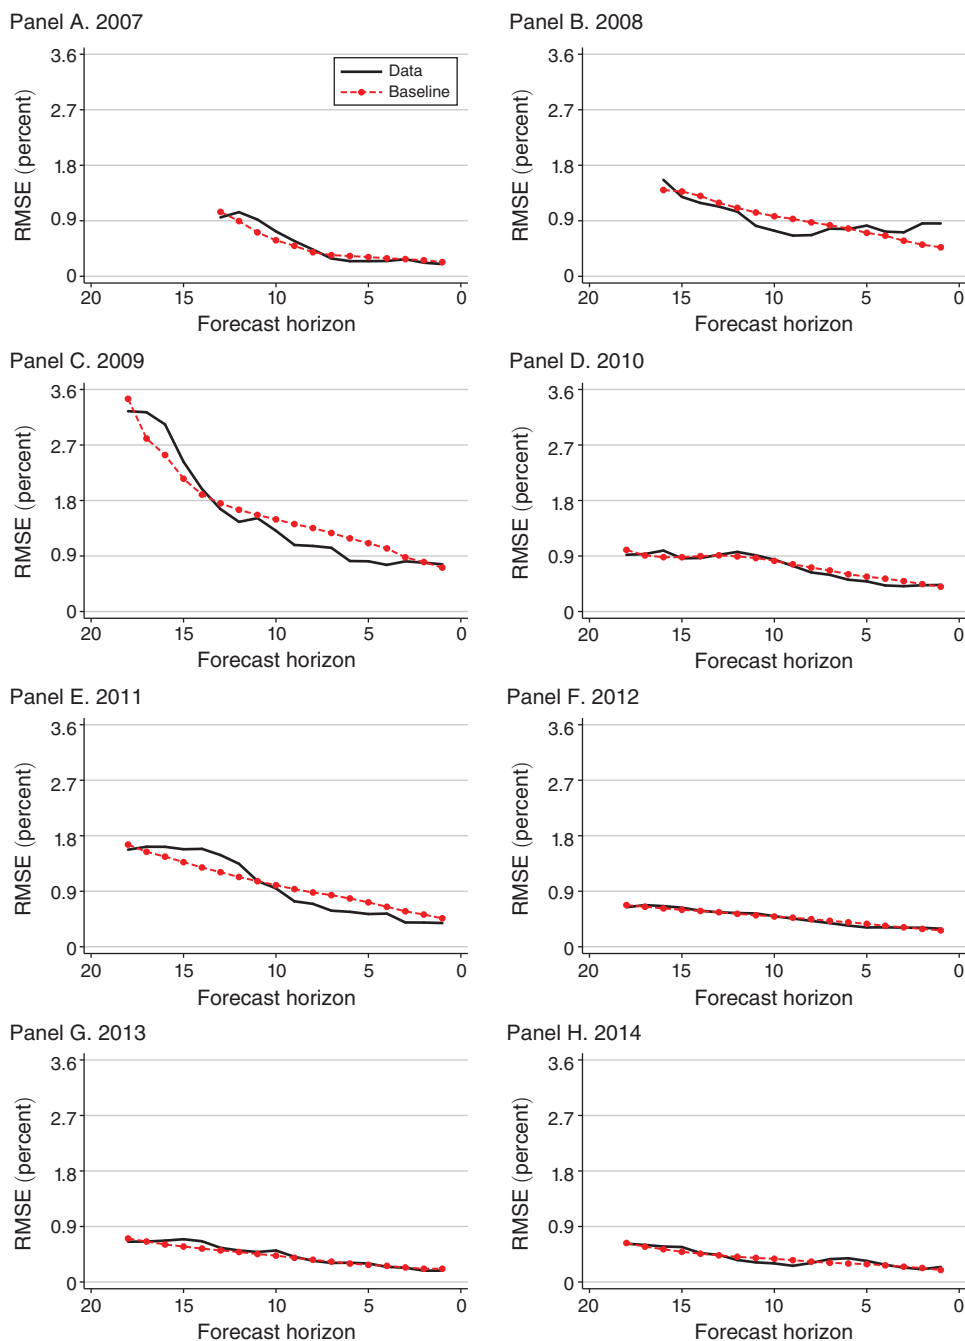 Panel A. 2007
3.6
2.7
1.8
0.9
0
RMSE (percent)
Data
Baseline
20 15 10 5 0
Forecast horizon
Panel B. 2008
3.6
2.7
1.8
0.9
0
RMSE (percent)
20 15 10 5 0
Forecast horizon
Panel C. 2009
3.6
2.7
1.8
0.9
0
RMSE (percent)
20 15 10 5 0
Forecast horizon
Panel D. 2010
3.6
2.7
1.8
0.9
0
RMSE (percent)
20 15 10 5 0
Forecast horizon
Panel E. 2011
3.6
2.7
1.8
0.9
0
RMSE (percent)
20 15 10 5 0
Forecast horizon
Panel F. 2012
3.6
2.7
1.8
0.9
0
RMSE (percent)
20 15 10 5 0
Forecast horizon
Panel G. 2013
3.6
2.7
1.8
0.9
0
RMSE (percent)
20 15 10 5 0
Forecast horizon
Panel H. 2014
3.6
2.7
1.8
0.9
0
RMSE (percent)
20 15 10 5 0
Forecast horizon